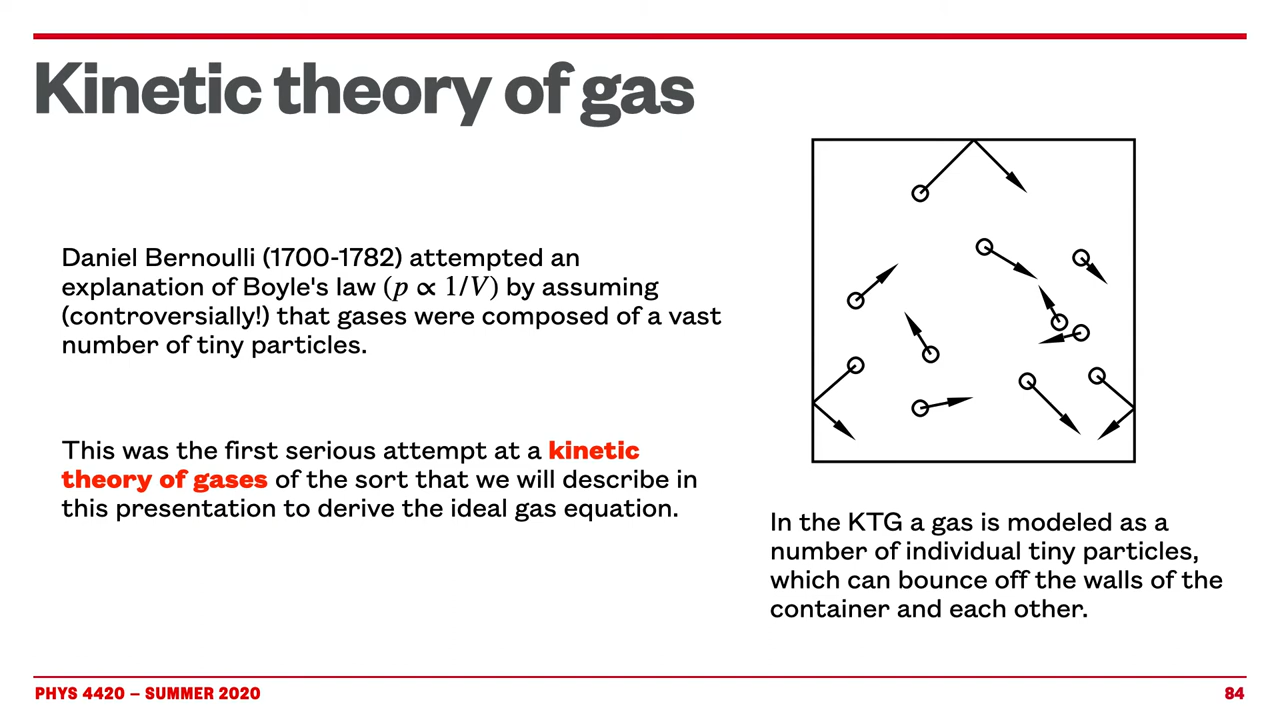 Kinetic theory of gas
Daniel Bernoulli (1700-1782) attempted an
explanation of Boyle's law (p ∝ 1/V) by assuming
(controversially!) that gases were composed of a vast
number of tiny particles.
This was the first serious attempt at a kinetic
theory of gases of the sort that we will describe in
this presentation to derive the ideal gas equation.
In the KTG a gas is modeled as a
number of individual tiny particles,
which can bounce off the walls of the
container and each other.
PHYS 4420 – SUMMER 2020
84